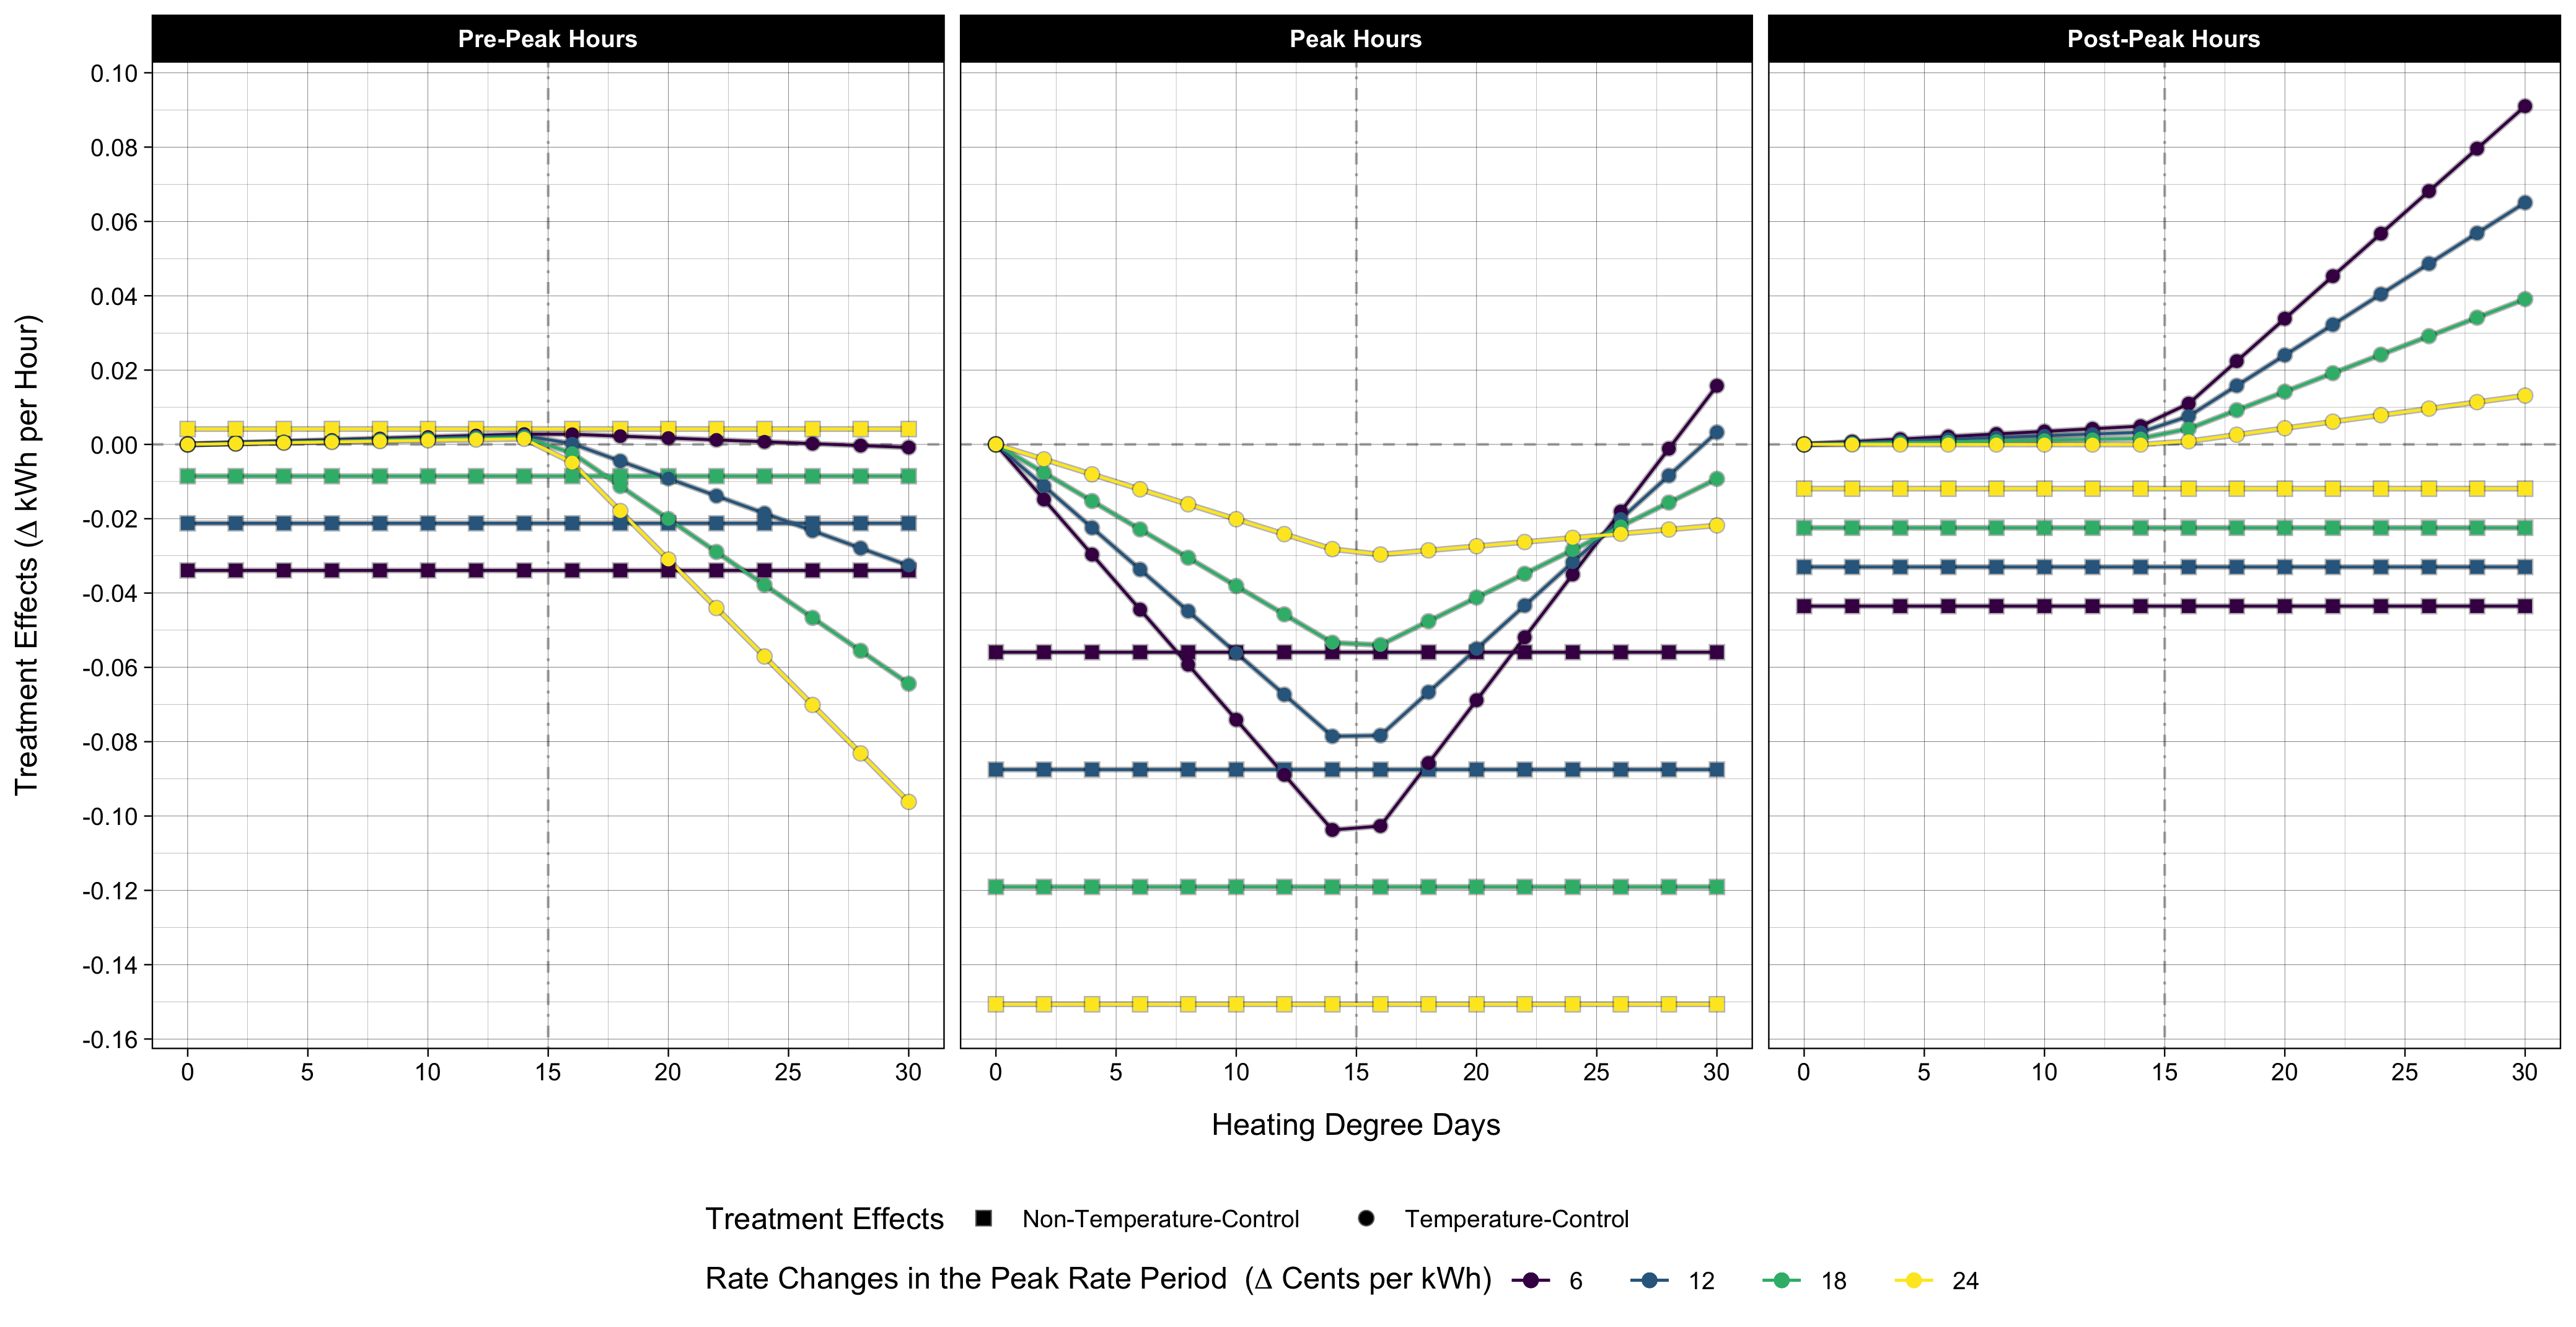 Pre-Peak Hours Peak Hours Post-Peak Hours
Treatment Effects (Δ kWh per Hour)
0.10
0.08
0.06
0.04
0.02
0.00
-0.02
-0.04
-0.06
-0.08
-0.10
-0.12
-0.14
-0.16
0 5 10 15 20 25 30 0 5 10 15 20 25 30 0 5 10 15 20 25 30
Heating Degree Days
Treatment Effects Non-Temperature-Control Temperature-Control
Rate Changes in the Peak Rate Period (Δ Cents per kWh) 6 12 18 24